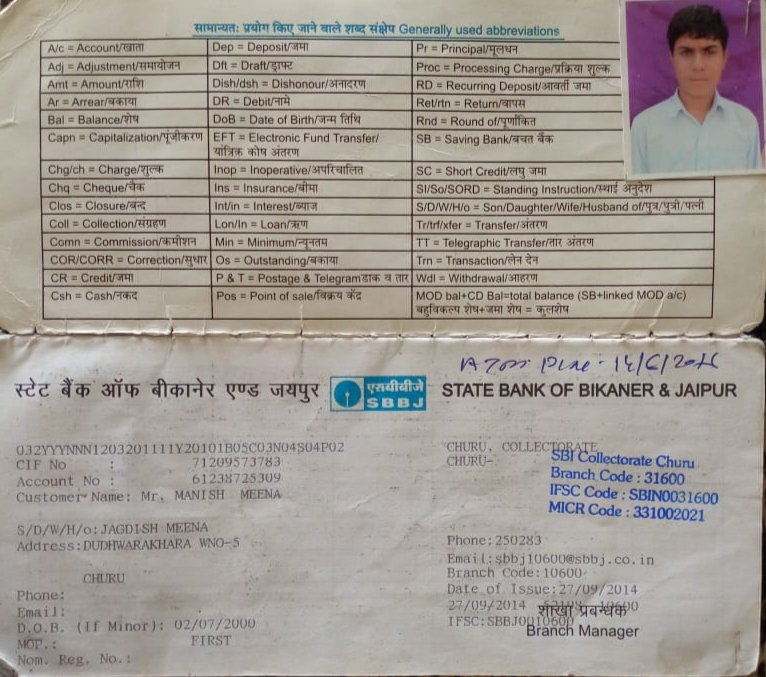 सामान्यतः प्रयोग किए जाने वाले शब्द संक्षेप Generally used abbreviations
A/c = Account/खाता Dep = Deposit/जमा Pr = Principal/मूलधन
Adj = Adjustment/समायोजन Dft = Draft/ड्राफ्ट Proc = Processing Charge/प्रक्रिया शुल्क
Amt = Amount/राशि Dish/dsh = Dishonour/अनादरण RD = Recurring Deposit/आवर्ती जमा
Ar = Arrear/बकाया DR = Debit/नामे Ret/rtn = Return/वापस
Bal = Balance/शेष DoB = Date of Birth/जन्म तिथि Rnd = Round of/पूर्णांकित
Capn = Capitalization/पूंजीकरण EFT = Electronic Fund Transfer/ SB = Saving Bank/बचत बैंक
यांत्रिक कोष अंतरण
Chg/ch = Charge/शुल्क Inop = Inoperative/अपरिचालित SC = Short Credit/लघु जमा
Chq = Cheque/चैक Ins = Insurance/बीमा SI/So/SORD = Standing Instruction/स्थाई अनुदेश
Clos = Closure/बन्द Int/in = Interest/ब्याज S/D/W/H/o = Son/Daughter/Wife/Husband of/पुत्र/पुत्री/पत्नी
Coll = Collection/संग्रहण Lon/In = Loan/ऋण Tr/trf/xfer = Transfer/अंतरण
Comn = Commission/कमीशन Min = Minimum/न्यूनतम TT = Telegraphic Transfer/तार अंतरण
COR/CORR = Correction/सुधार Os = Outstanding/बकाया Trn = Transaction/लेन देन
CR = Credit/जमा P & T = Postage & Telegramडाक व तार Wdl = Withdrawal/आहरण
Csh = Cash/नकद Pos = Point of sale/विक्रय केंद्र MOD bal+CD Bal=total balance (SB+linked MOD a/c)
बहुविकल्प शेष+जमा शेष = कुलशेष
स्टेट बैंक ऑफ बीकानेर एण्ड जयपुर एसबीबीजे SBBJ STATE BANK OF BIKANER & JAIPUR
032YYYNNN1203201111Y20101B05C03N04S04P02
CIF No : 71209573783
Account No : 61238725309
Customer Name: Mr. MANISH MEENA
S/D/W/H/o: JAGDISH MEENA
Address:DUDHWARAKHARA WNO-5
CHURU
Phone:
Email:
D.O.B. (If Minor): 02/07/2000
MOP.: FIRST
Nom. Reg. No.:
CHURU, COLLECTORATE
CHURU-
SBI Collectorate Churu
Branch Code : 31600
IFSC Code : SBIN0031600
MICR Code : 331002021
Phone:250283
Email:sbbj10600@sbbj.co.in
Branch Code:10600
Date of Issue:27/09/2014
27/09/2014 10600
शाखा प्रबन्धक
IFSC:SBBJ0010600
Branch Manager